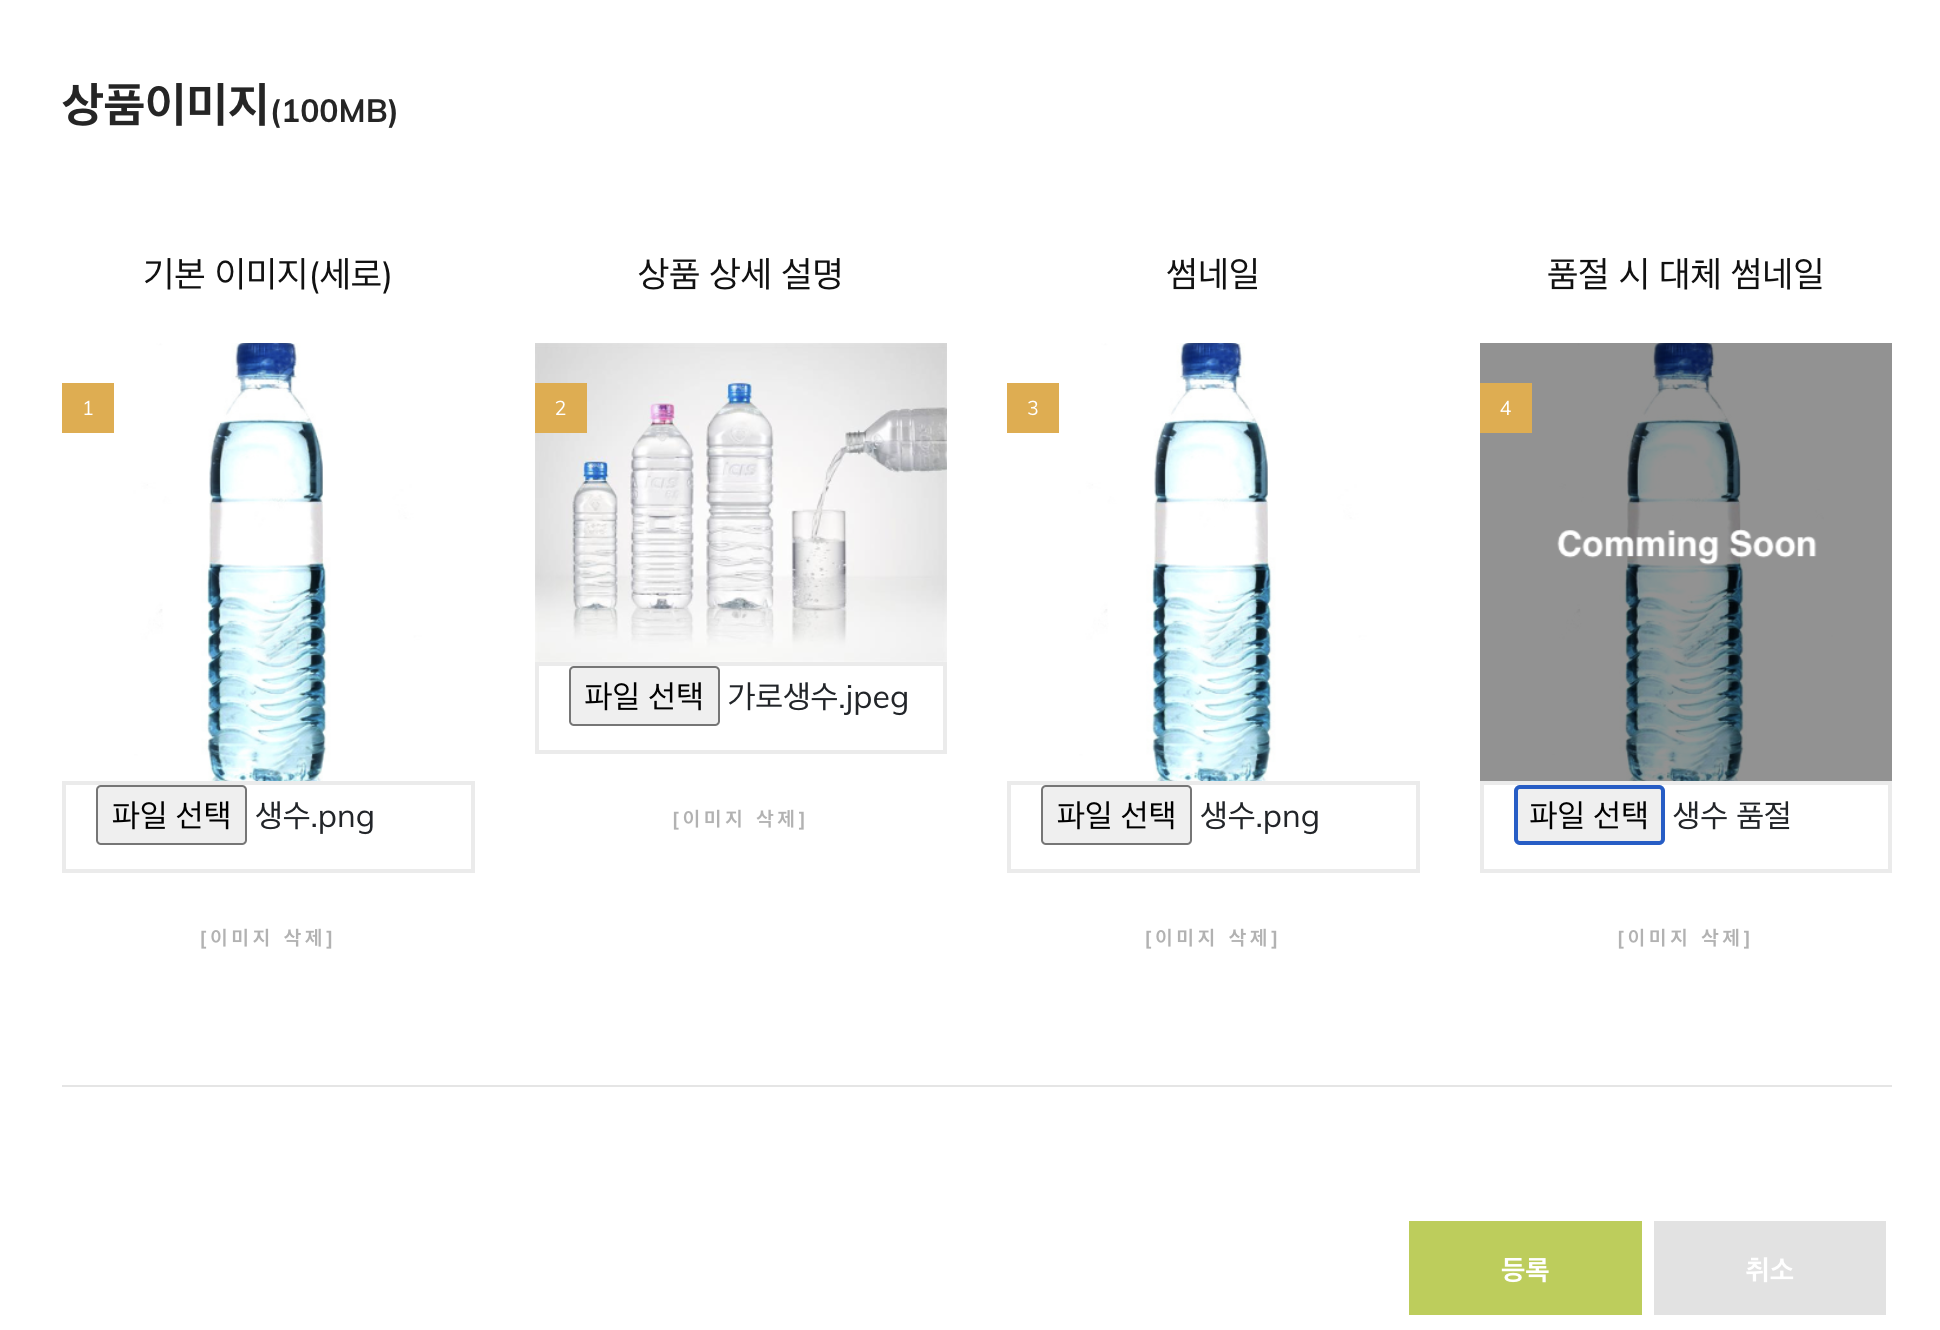 상품이미지(100MB)
기본 이미지(세로)
1
파일 선택 생수.png
[이미지 삭제]
상품 상세 설명
2
파일 선택 가로생수.jpeg
[이미지 삭제]
썸네일
3
파일 선택 생수.png
[이미지 삭제]
품절 시 대체 썸네일
4
Comming Soon
파일 선택 생수 품절
[이미지 삭제]
등록
취소